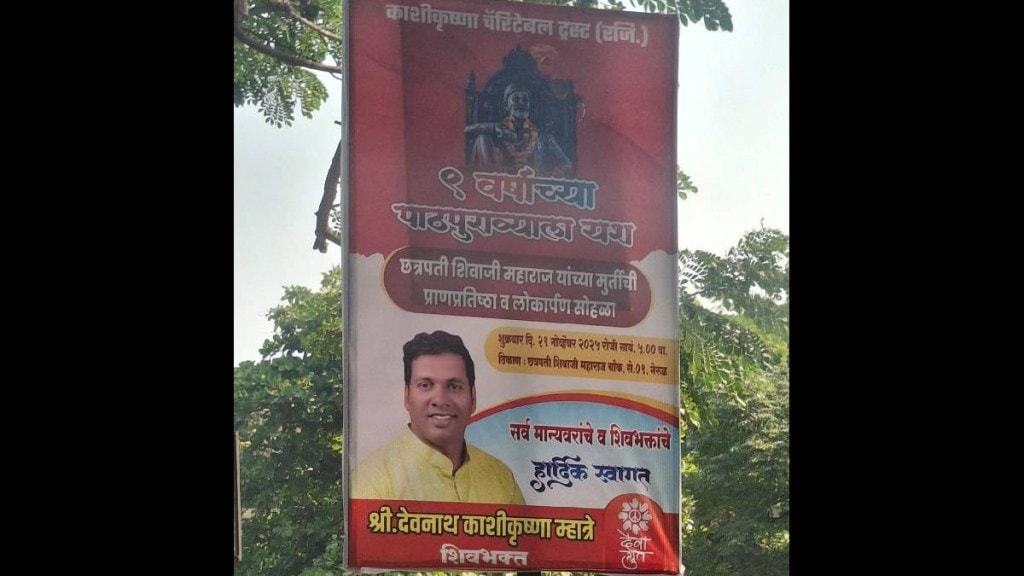 काशीकृष्णा चॅरिटेबल ट्रस्ट (रजि.)
९ वर्षाच्या
पाठपुराव्याला यश
छत्रपती शिवाजी महाराज यांच्या मुर्तीची
प्राणप्रतिष्ठा व लोकार्पण सोहळा
शुक्रवार दि. २१ नोव्हेंबर २०२५ रोजी सायं. ५.०० वा.
ठिकाण : छत्रपती शिवाजी महाराज चौक, से.०१, नेरुळ
सर्व मान्यवरांचे व शिवभक्तांचे
हार्दिक स्वागत
श्री.देवनाथ काशीकृष्णा म्हात्रे
शिवभक्त
देवा
ग्रुप